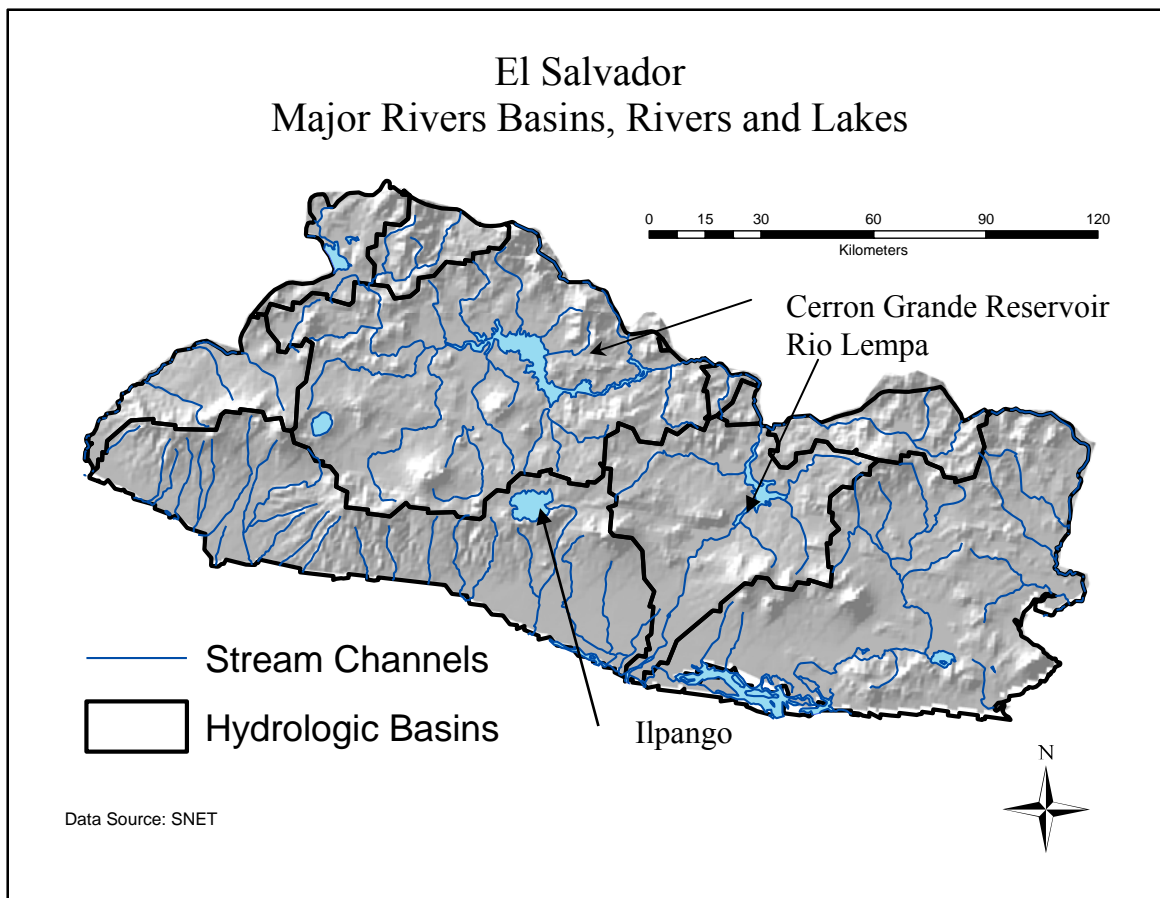 El Salvador
Major Rivers Basins, Rivers and Lakes
0 15 30 60 90 120
Kilometers
Cerron Grande Reservoir
Rio Lempa
Stream Channels
Hydrologic Basins
Ilpango
N
Data Source: SNET